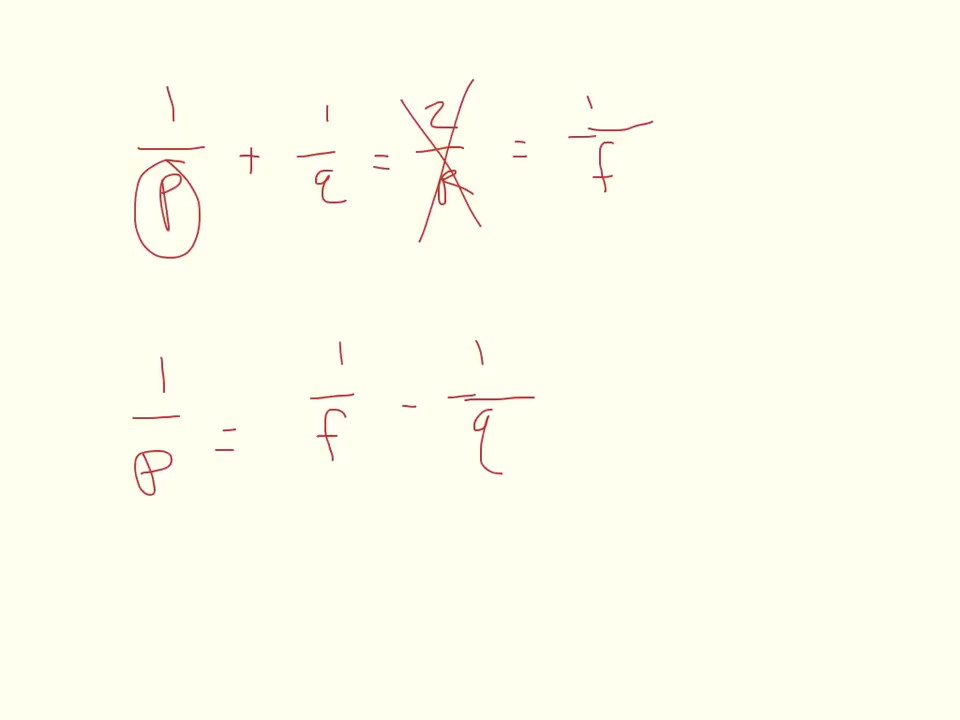 1/p + 1/q = 2/R = 1/f
1/p = 1/f - 1/q